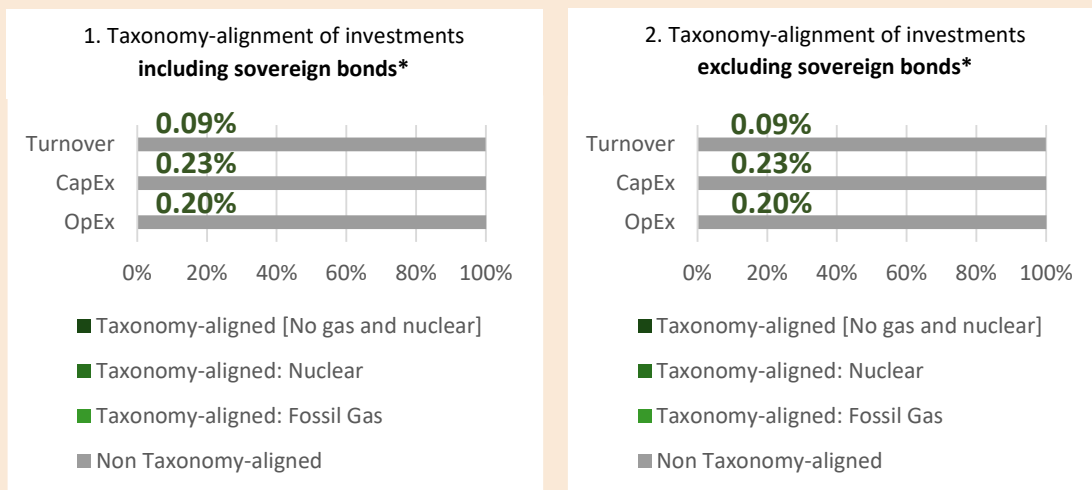 1. Taxonomy-alignment of investments
including sovereign bonds*
0.09%
Turnover
0.23%
CapEx
0.20%
OpEx
0% 20% 40% 60% 80% 100%
Taxonomy-aligned [No gas and nuclear]
Taxonomy-aligned: Nuclear
Taxonomy-aligned: Fossil Gas
Non Taxonomy-aligned
2. Taxonomy-alignment of investments
excluding sovereign bonds*
0.09%
Turnover
0.23%
CapEx
0.20%
OpEx
0% 20% 40% 60% 80% 100%
Taxonomy-aligned [No gas and nuclear]
Taxonomy-aligned: Nuclear
Taxonomy-aligned: Fossil Gas
Non Taxonomy-aligned